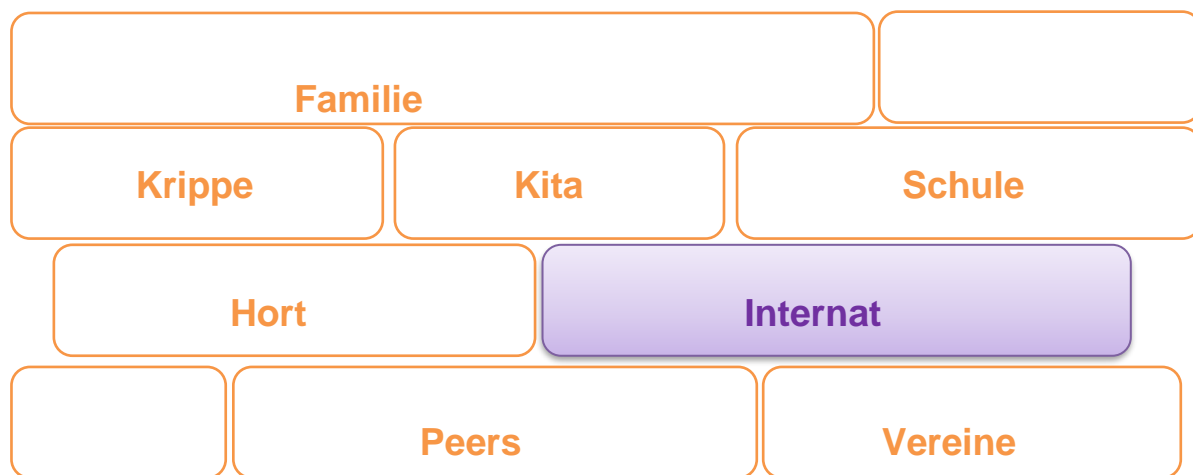 Familie
Krippe Kita Schule
Hort Internat
Peers Vereine